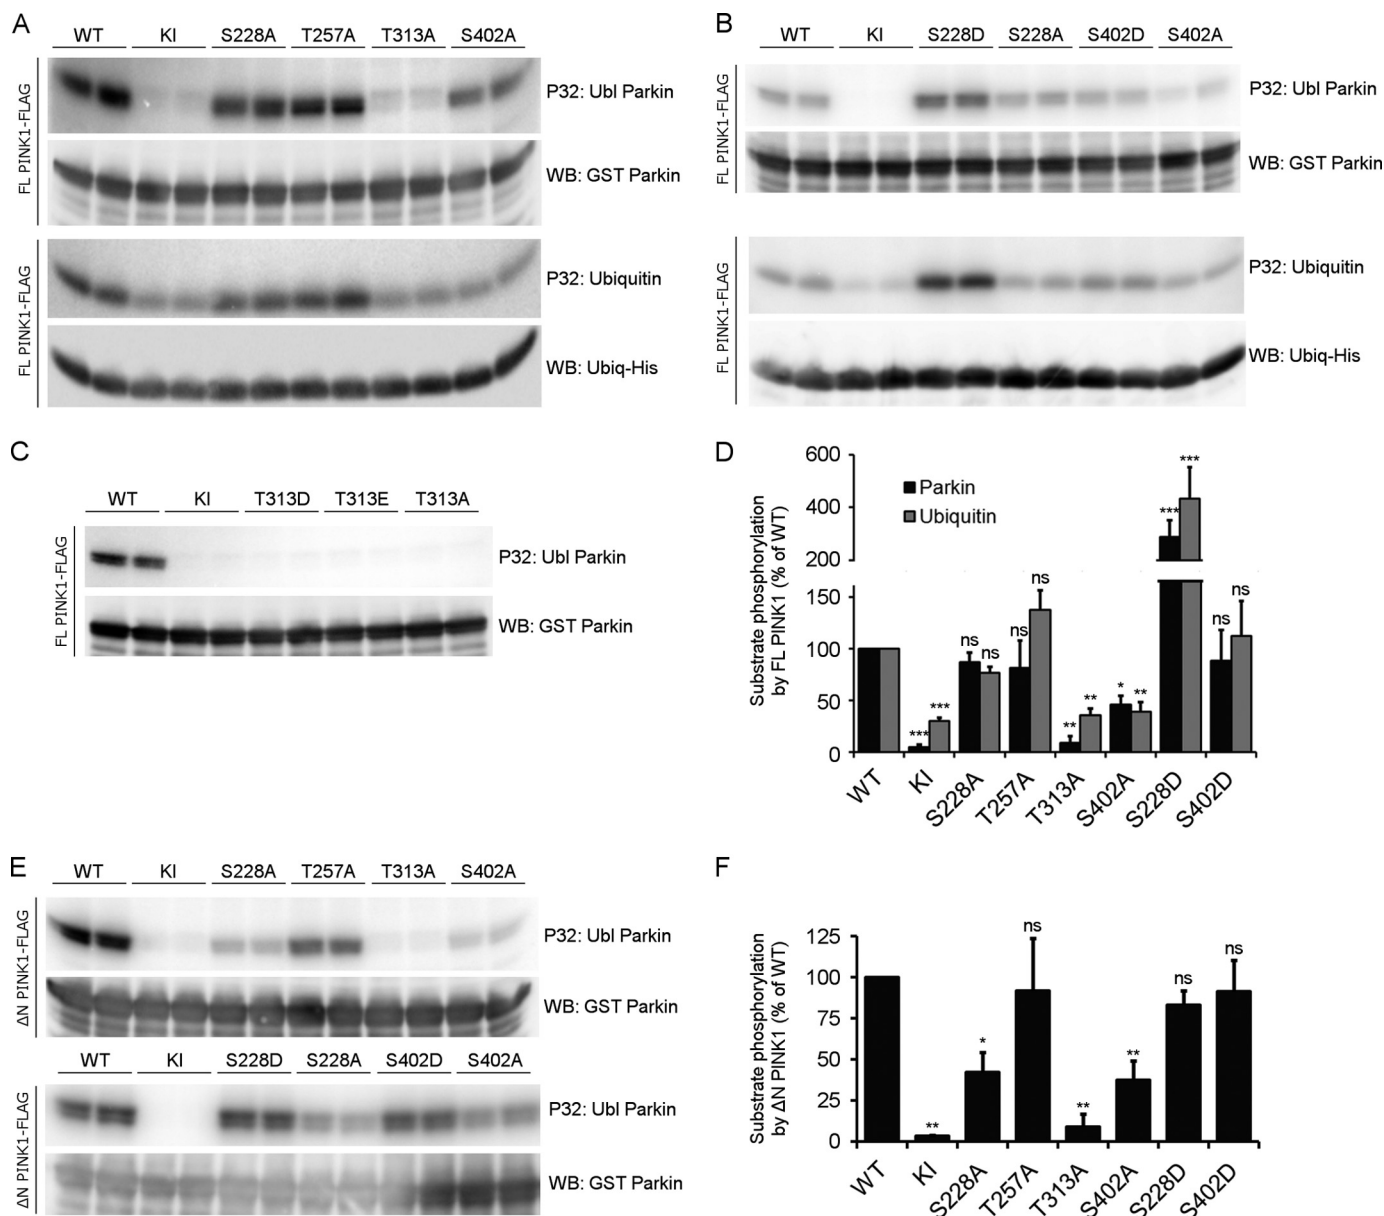 A
WT KI S228A T257A T313A S402A
FL PINK1-FLAG
P32: Ubl Parkin
WB: GST Parkin
FL PINK1-FLAG
P32: Ubiquitin
WB: Ubiq-His
B
WT KI S228D S228A S402D S402A
FL PINK1-FLAG
P32: Ubl Parkin
WB: GST Parkin
FL PINK1-FLAG
P32: Ubiquitin
WB: Ubiq-His
C
WT KI T313D T313E T313A
FL PINK1-FLAG
P32: Ubl Parkin
WB: GST Parkin
D
Substrate phosphorylation
by FL PINK1 (% of WT)
600
400
200
150
100
50
0
Parkin
Ubiquitin
*** *** ns ns ns ns ** ** * ** *** *** ns ns
WT KI S228A T257A T313A S402A S228D S402D
E
WT KI S228A T257A T313A S402A
ΔN PINK1-FLAG
P32: Ubl Parkin
WB: GST Parkin
WT KI S228D S228A S402D S402A
ΔN PINK1-FLAG
P32: Ubl Parkin
WB: GST Parkin
F
Substrate phosphorylation
by ΔN PINK1 (% of WT)
125
100
75
50
25
0
** * ns ** ** ns ns
WT KI S228A T257A T313A S402A S228D S402D